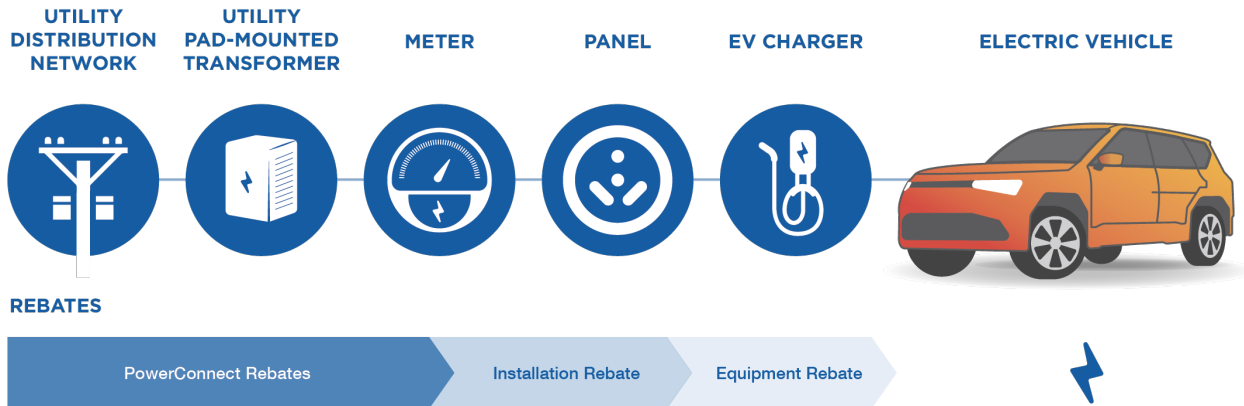 UTILITY
DISTRIBUTION
NETWORK
UTILITY
PAD-MOUNTED
TRANSFORMER
METER
PANEL
EV CHARGER
ELECTRIC VEHICLE
REBATES
PowerConnect Rebates
Installation Rebate
Equipment Rebate